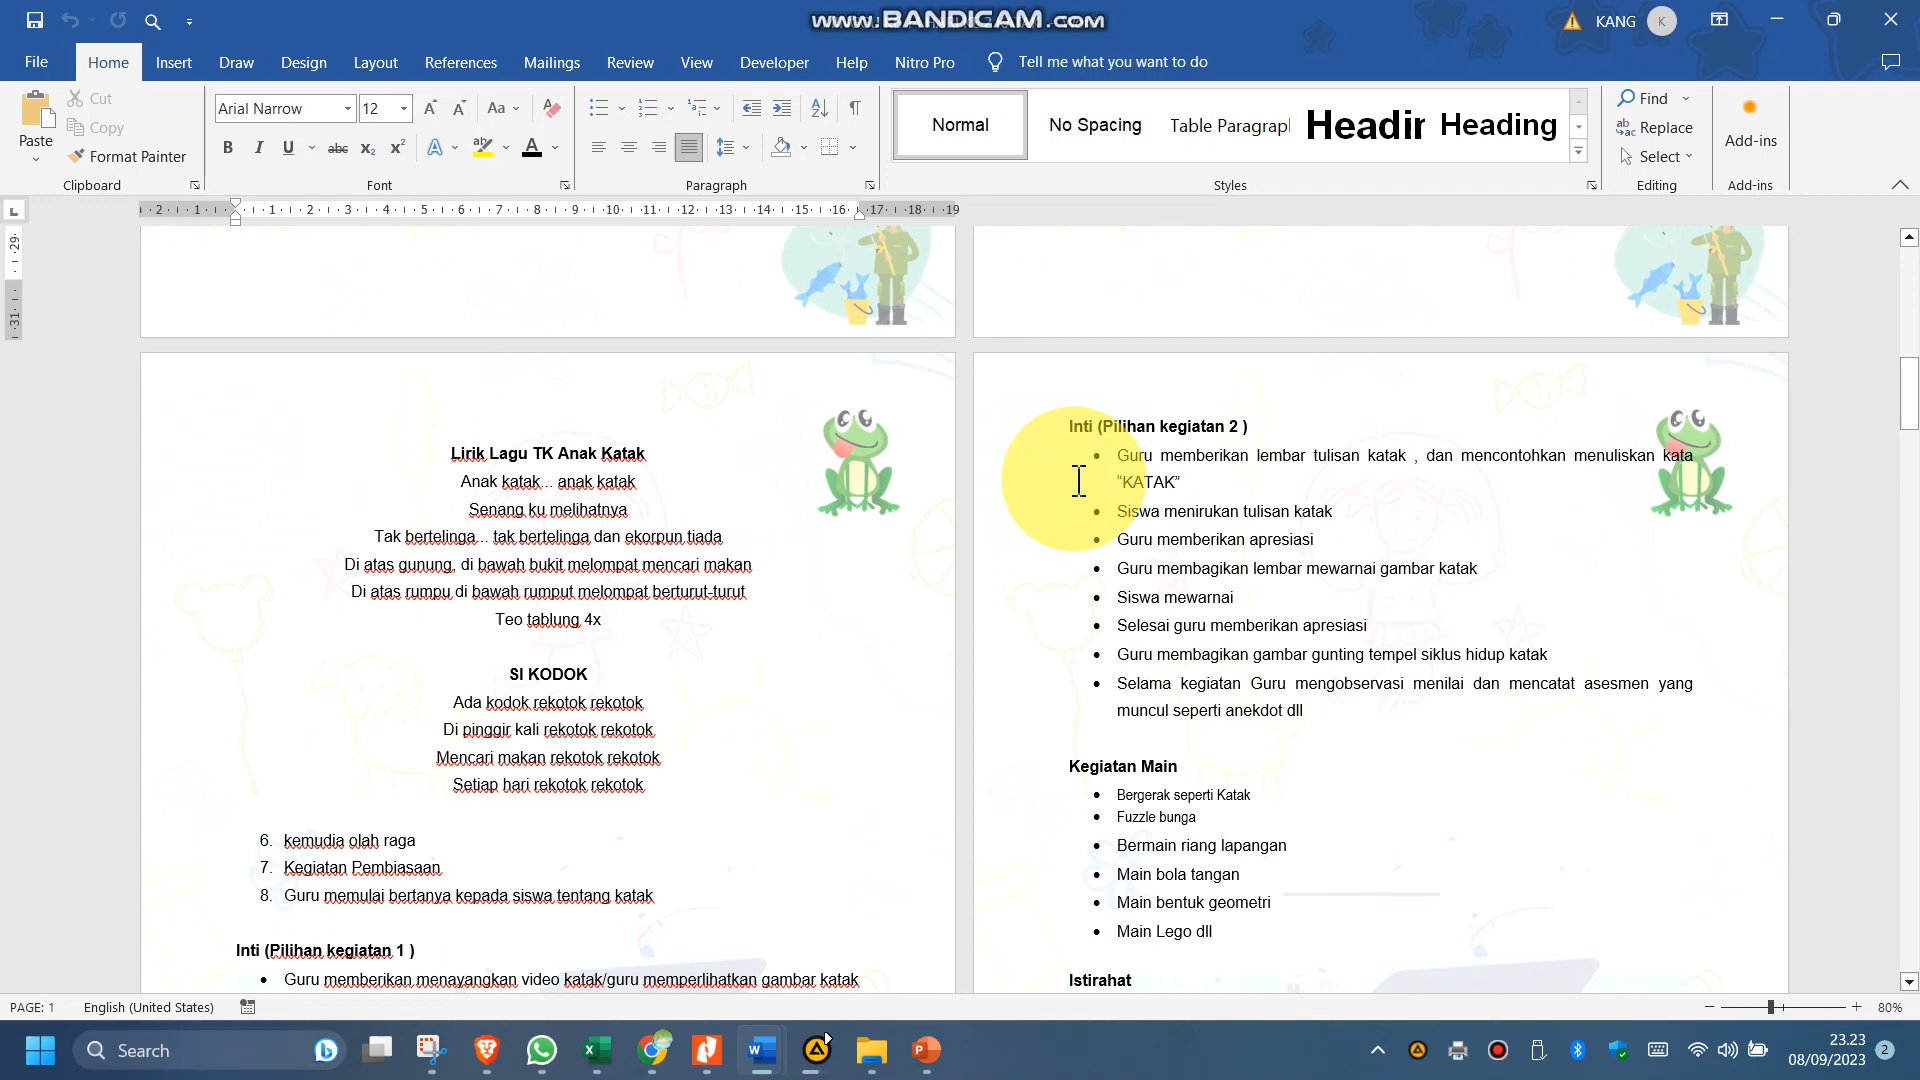 www.BANDICAM.com
KANG
K
File
Home
Insert
Draw
Design
Layout
References
Mailings
Review
View
Developer
Help
Nitro Pro
Tell me what you want to do
Paste
Cut
Copy
Format Painter
Clipboard
Arial Narrow
12
Font
Paragraph
Normal
No Spacing
Table Paragrapl
Headir
Heading
Styles
Find
Replace
Select
Editing
Add-ins
Add-ins
Lirik Lagu TK Anak Katak
Anak katak... anak katak
Senang ku melihatnya
Tak bertelinga... tak bertelinga dan ekorpun tiada
Di atas gunung, di bawah bukit melompat mencari makan
Di atas rumpu di bawah rumput melompat berturut-turut
Teo tablung 4x
SI KODOK
Ada kodok rekotok rekotok
Di pinggir kali rekotok rekotok
Mencari makan rekotok rekotok
Setiap hari rekotok rekotok
6. kemudia olah raga
7. Kegiatan Pembiasaan
8. Guru memulai bertanya kepada siswa tentang katak
Inti (Pilihan kegiatan 1 )
• Guru memberikan menayangkan video katak/guru memperlihatkan gambar katak
Inti (Pilihan kegiatan 2 )
• Guru memberikan lembar tulisan katak , dan mencontohkan menuliskan kata
“KATAK”
• Siswa menirukan tulisan katak
• Guru memberikan apresiasi
• Guru membagikan lembar mewarnai gambar katak
• Siswa mewarnai
• Selesai guru memberikan apresiasi
• Guru membagikan gambar gunting tempel siklus hidup katak
• Selama kegiatan Guru mengobservasi menilai dan mencatat asesmen yang
muncul seperti anekdot dll
Kegiatan Main
• Bergerak seperti Katak
• Fuzzle bunga
• Bermain riang lapangan
• Main bola tangan
• Main bentuk geometri
• Main Lego dll
Istirahat
PAGE: 1
English (United States)
80%
Search
23.23
08/09/2023
2